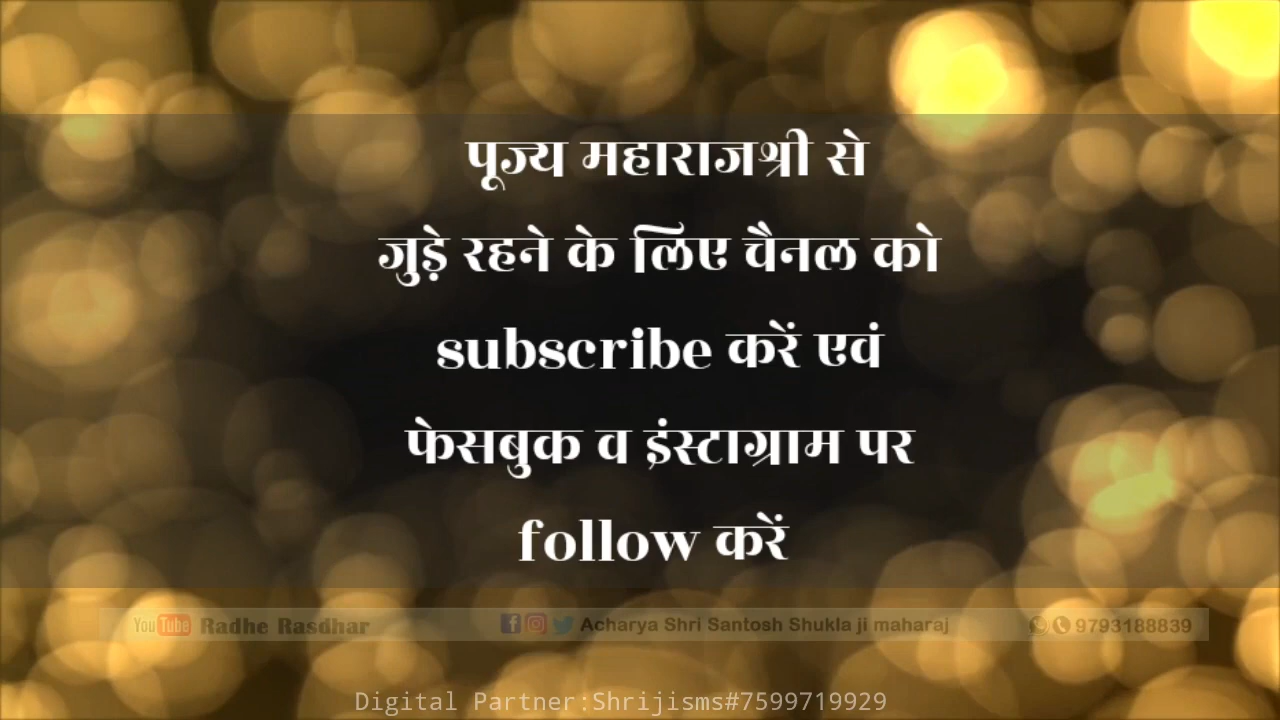 पूज्य महाराजश्री से
जुड़े रहने के लिए चैनल को
subscribe करें एवं
फेसबुक व इंस्टाग्राम पर
follow करें
YouTube Radhe Rasdhar Acharya Shri Santosh Shukla ji maharaj 9793188839
Digital Partner:Shrijisms#7599719929